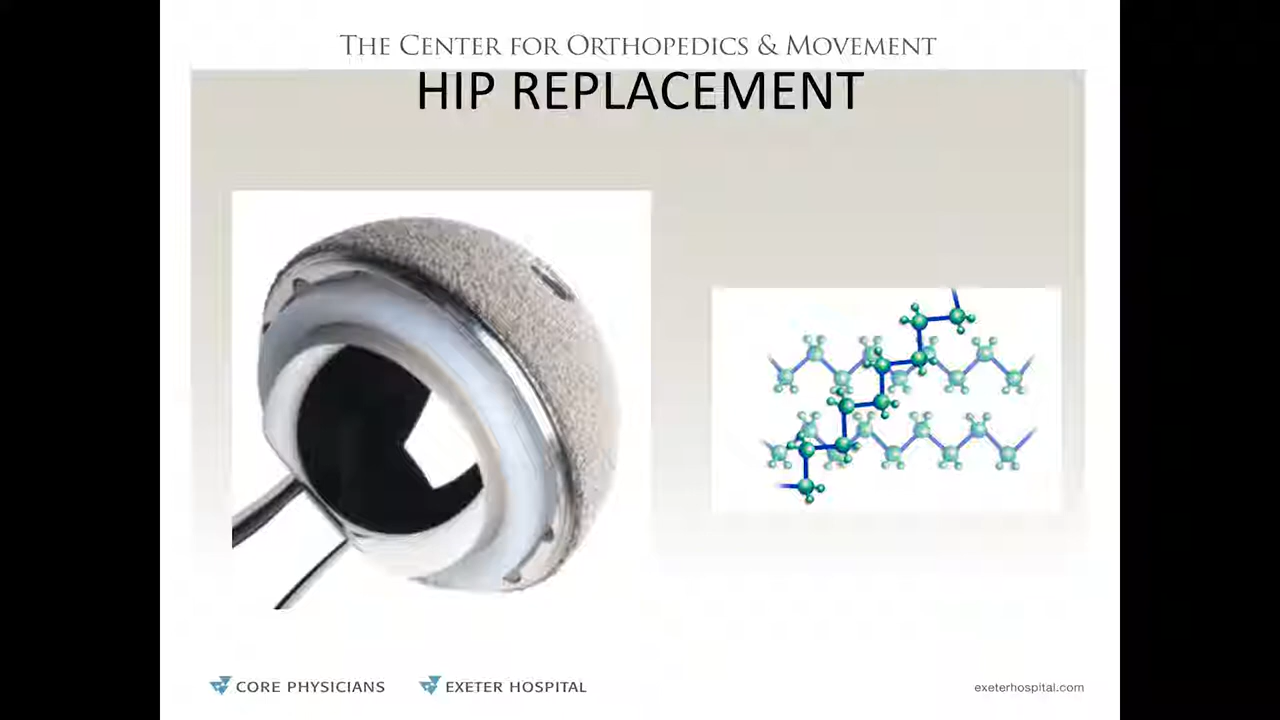 THE CENTER FOR ORTHOPEDICS & MOVEMENT
HIP REPLACEMENT
CORE PHYSICIANS
EXETER HOSPITAL
exeterhospital.com